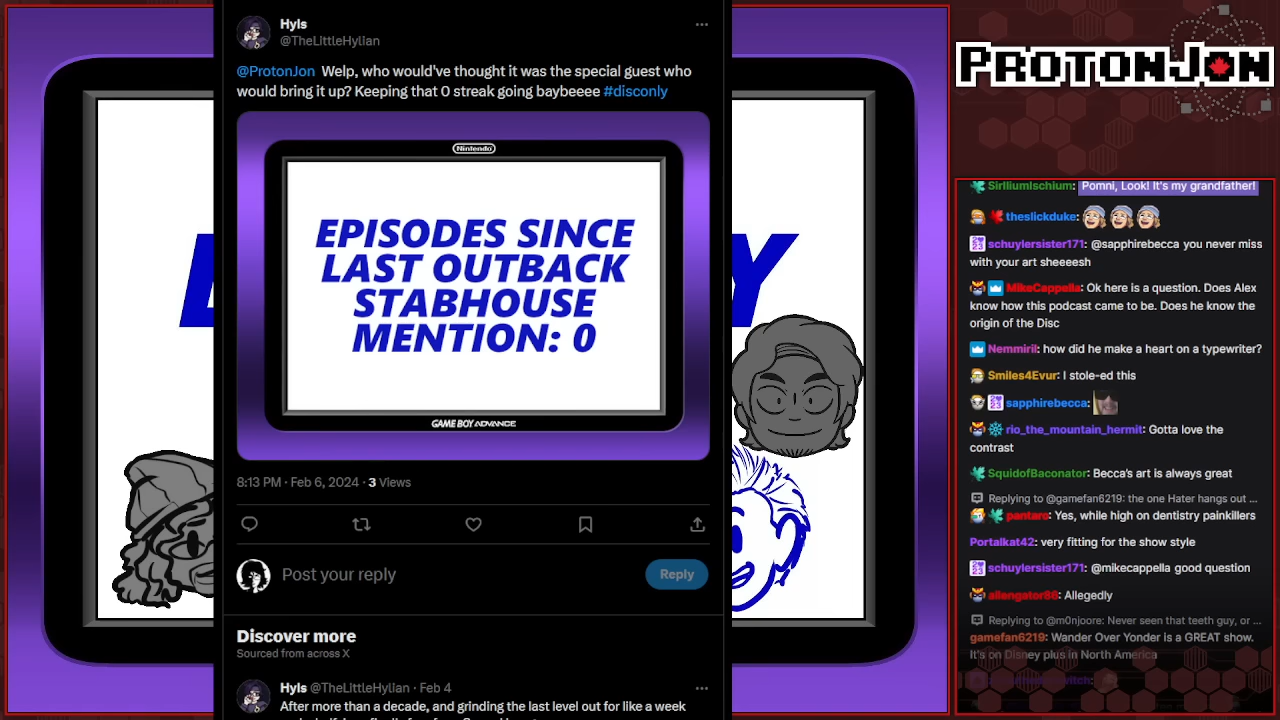 Hyls
@TheLittleHylian
@ProtonJon Welp, who would've thought it was the special guest who
would bring it up? Keeping that 0 streak going baybeeee #disconly
Nintendo
EPISODES SINCE
LAST OUTBACK
STABHOUSE
MENTION: 0
GAME BOY ADVANCE
8:13 PM · Feb 6, 2024 · 3 Views
Post your reply
Reply
Discover more
Sourced from across X
Hyls @TheLittleHylian · Feb 4
After more than a decade, and grinding the last level out for like a week
Y
PROTONJON
SirIliumIschium: Pomni, Look! It's my grandfather!
theslickduke:
schuylersister171: @sapphirebecca you never miss
with your art sheeeesh
MikeCappella: Ok here is a question. Does Alex
know how this podcast came to be. Does he know the
origin of the Disc
Nemmiril: how did he make a heart on a typewriter?
Smiles4Evur: I stole-ed this
sapphirebecca:
rio_the_mountain_hermit: Gotta love the
contrast
SquidofBaconator: Becca's art is always great
Replying to @gamefan6219: the one Hater hangs out ...
pantaro: Yes, while high on dentistry painkillers
Portalkat42: very fitting for the show style
schuylersister171: @mikecappella good question
aliengator86: Allegedly
Replying to @m0njoore: Never seen that teeth guy, or ...
gamefan6219: Wander Over Yonder is a GREAT show.
It's on Disney plus in North America